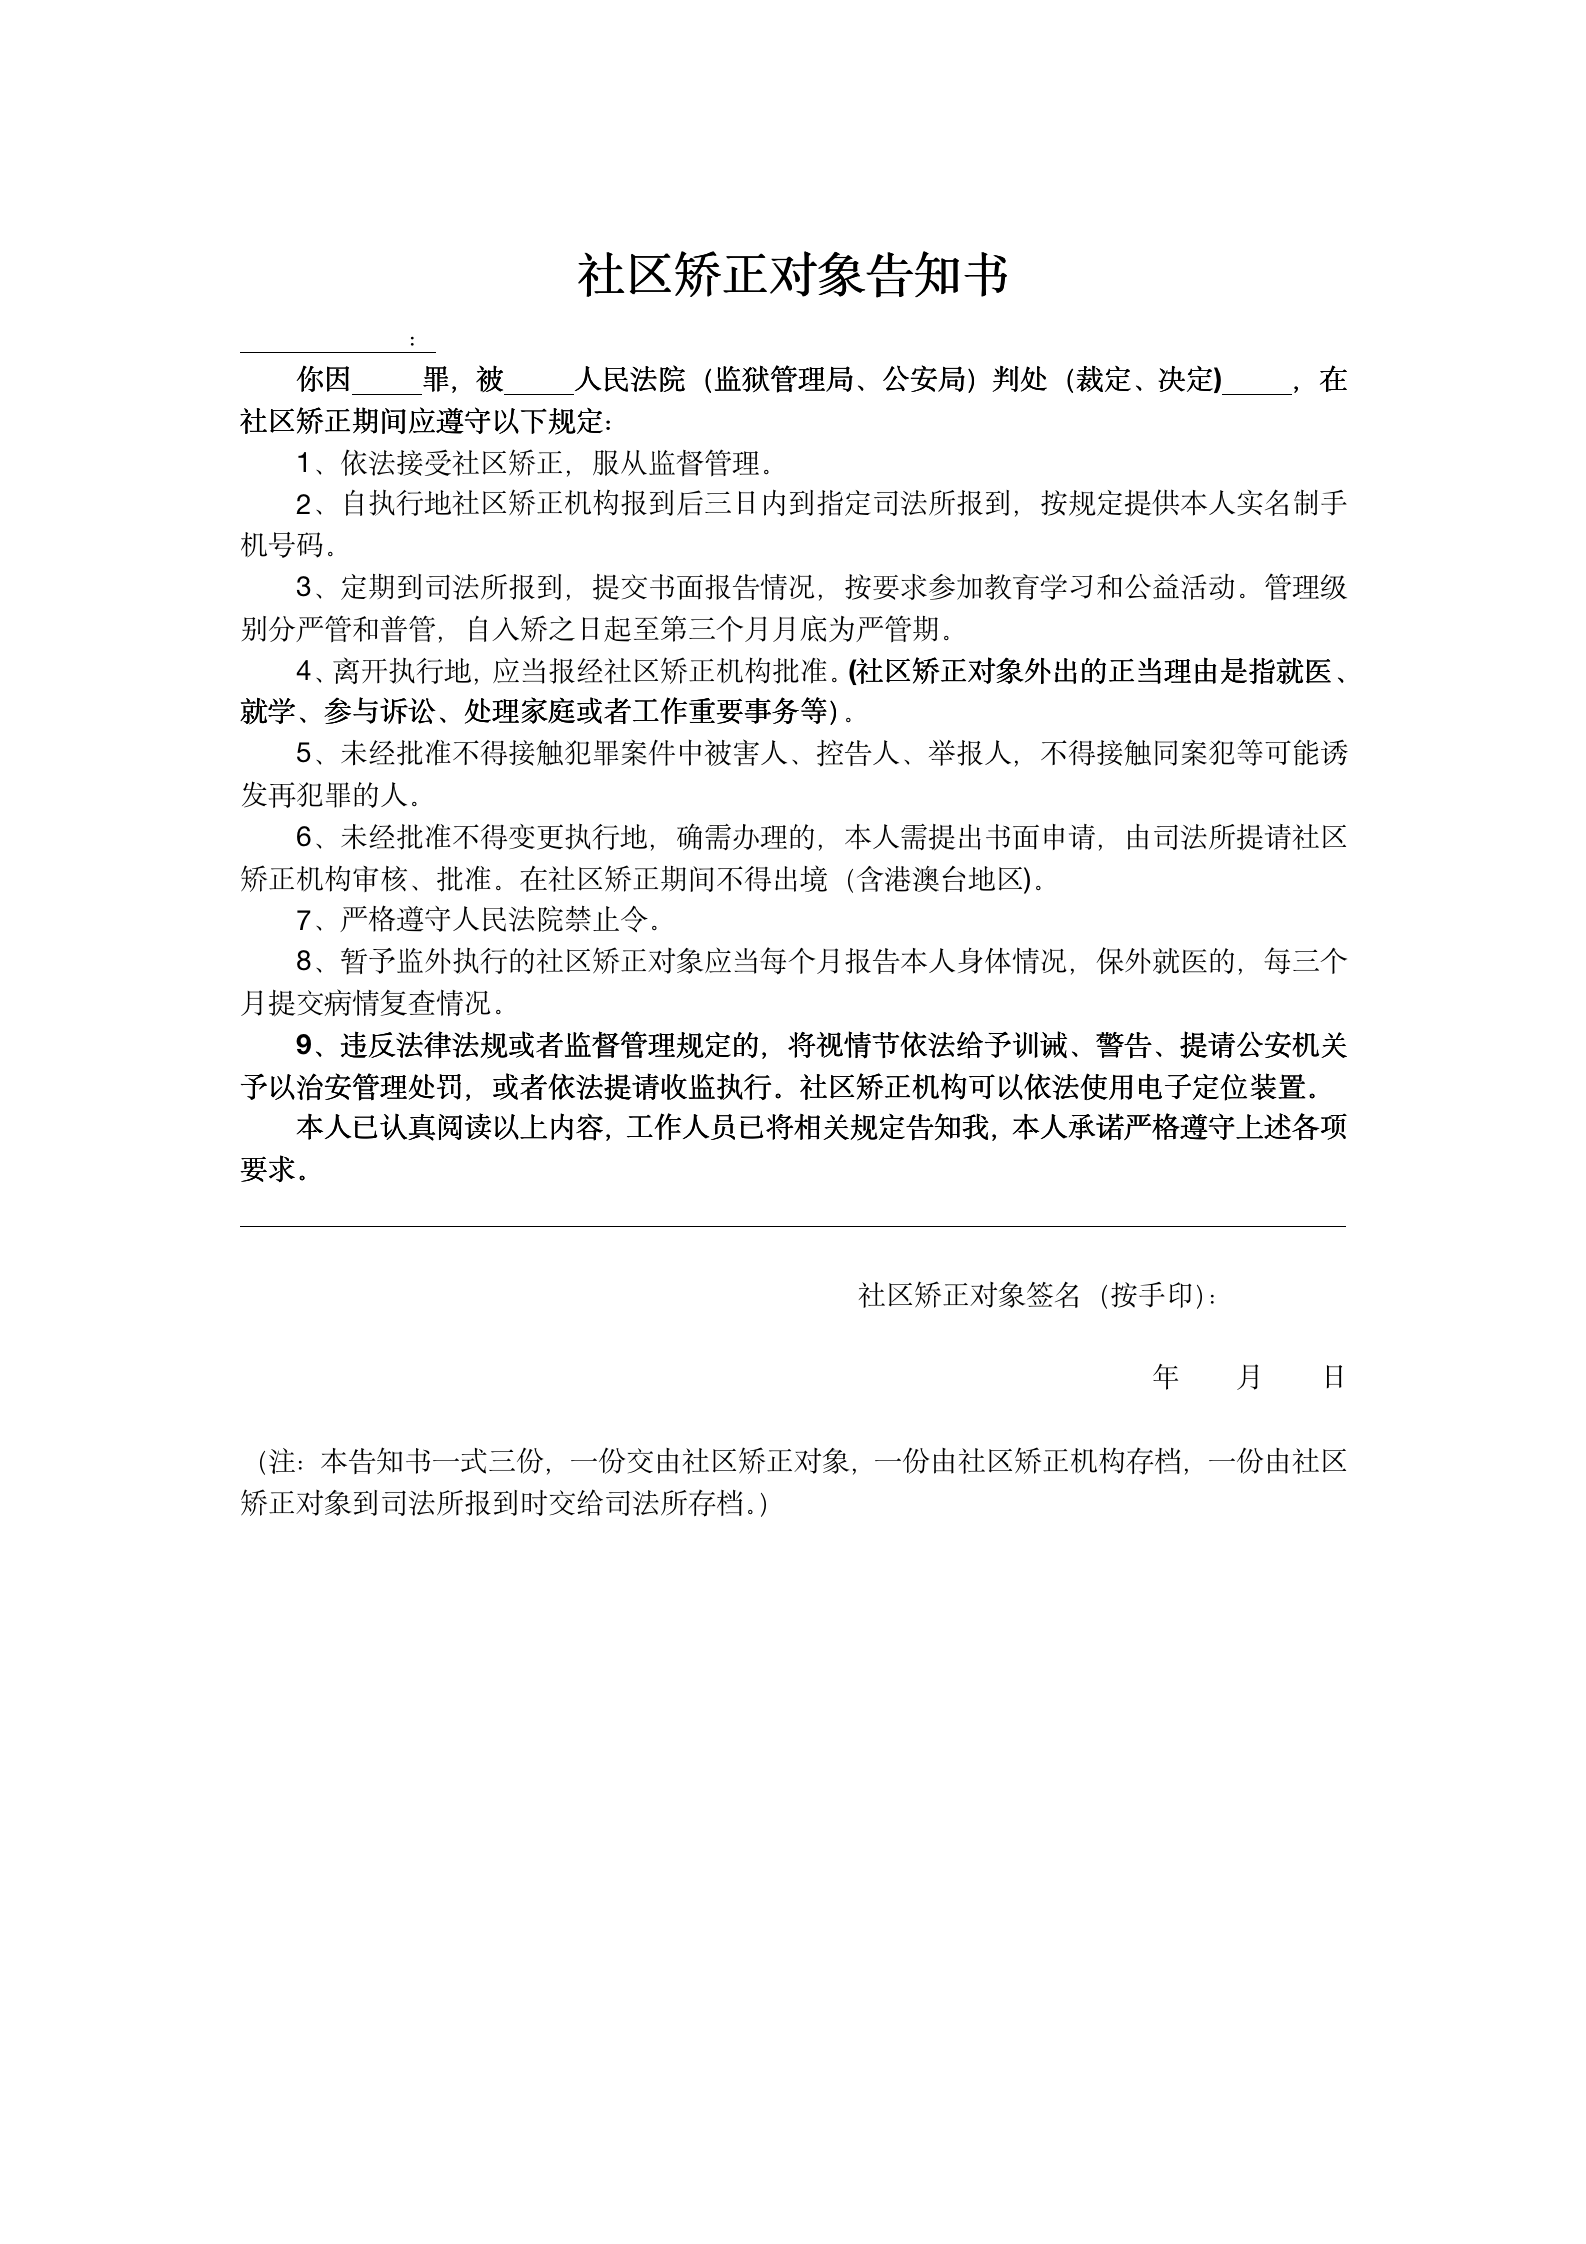 社区矫正对象告知书
：
你因_____罪，被_____人民法院（监狱管理局、公安局）判处（裁定、决定)_____，在
社区矫正期间应遵守以下规定：
1、依法接受社区矫正，服从监督管理。
2、自执行地社区矫正机构报到后三日内到指定司法所报到，按规定提供本人实名制手
机号码。
3、定期到司法所报到，提交书面报告情况，按要求参加教育学习和公益活动。管理级
别分严管和普管，自入矫之日起至第三个月月底为严管期。
4、离开执行地，应当报经社区矫正机构批准。(社区矫正对象外出的正当理由是指就医、
就学、参与诉讼、处理家庭或者工作重要事务等)。
5、未经批准不得接触犯罪案件中被害人、控告人、举报人，不得接触同案犯等可能诱
发再犯罪的人。
6、未经批准不得变更执行地，确需办理的，本人需提出书面申请，由司法所提请社区
矫正机构审核、批准。在社区矫正期间不得出境（含港澳台地区)。
7、严格遵守人民法院禁止令。
8、暂予监外执行的社区矫正对象应当每个月报告本人身体情况，保外就医的，每三个
月提交病情复查情况。
9、违反法律法规或者监督管理规定的，将视情节依法给予训诫、警告、提请公安机关
予以治安管理处罚，或者依法提请收监执行。社区矫正机构可以依法使用电子定位装置。
本人已认真阅读以上内容，工作人员已将相关规定告知我，本人承诺严格遵守上述各项
要求。
社区矫正对象签名（按手印）：
年 月 日
（注：本告知书一式三份，一份交由社区矫正对象，一份由社区矫正机构存档，一份由社区
矫正对象到司法所报到时交给司法所存档。）